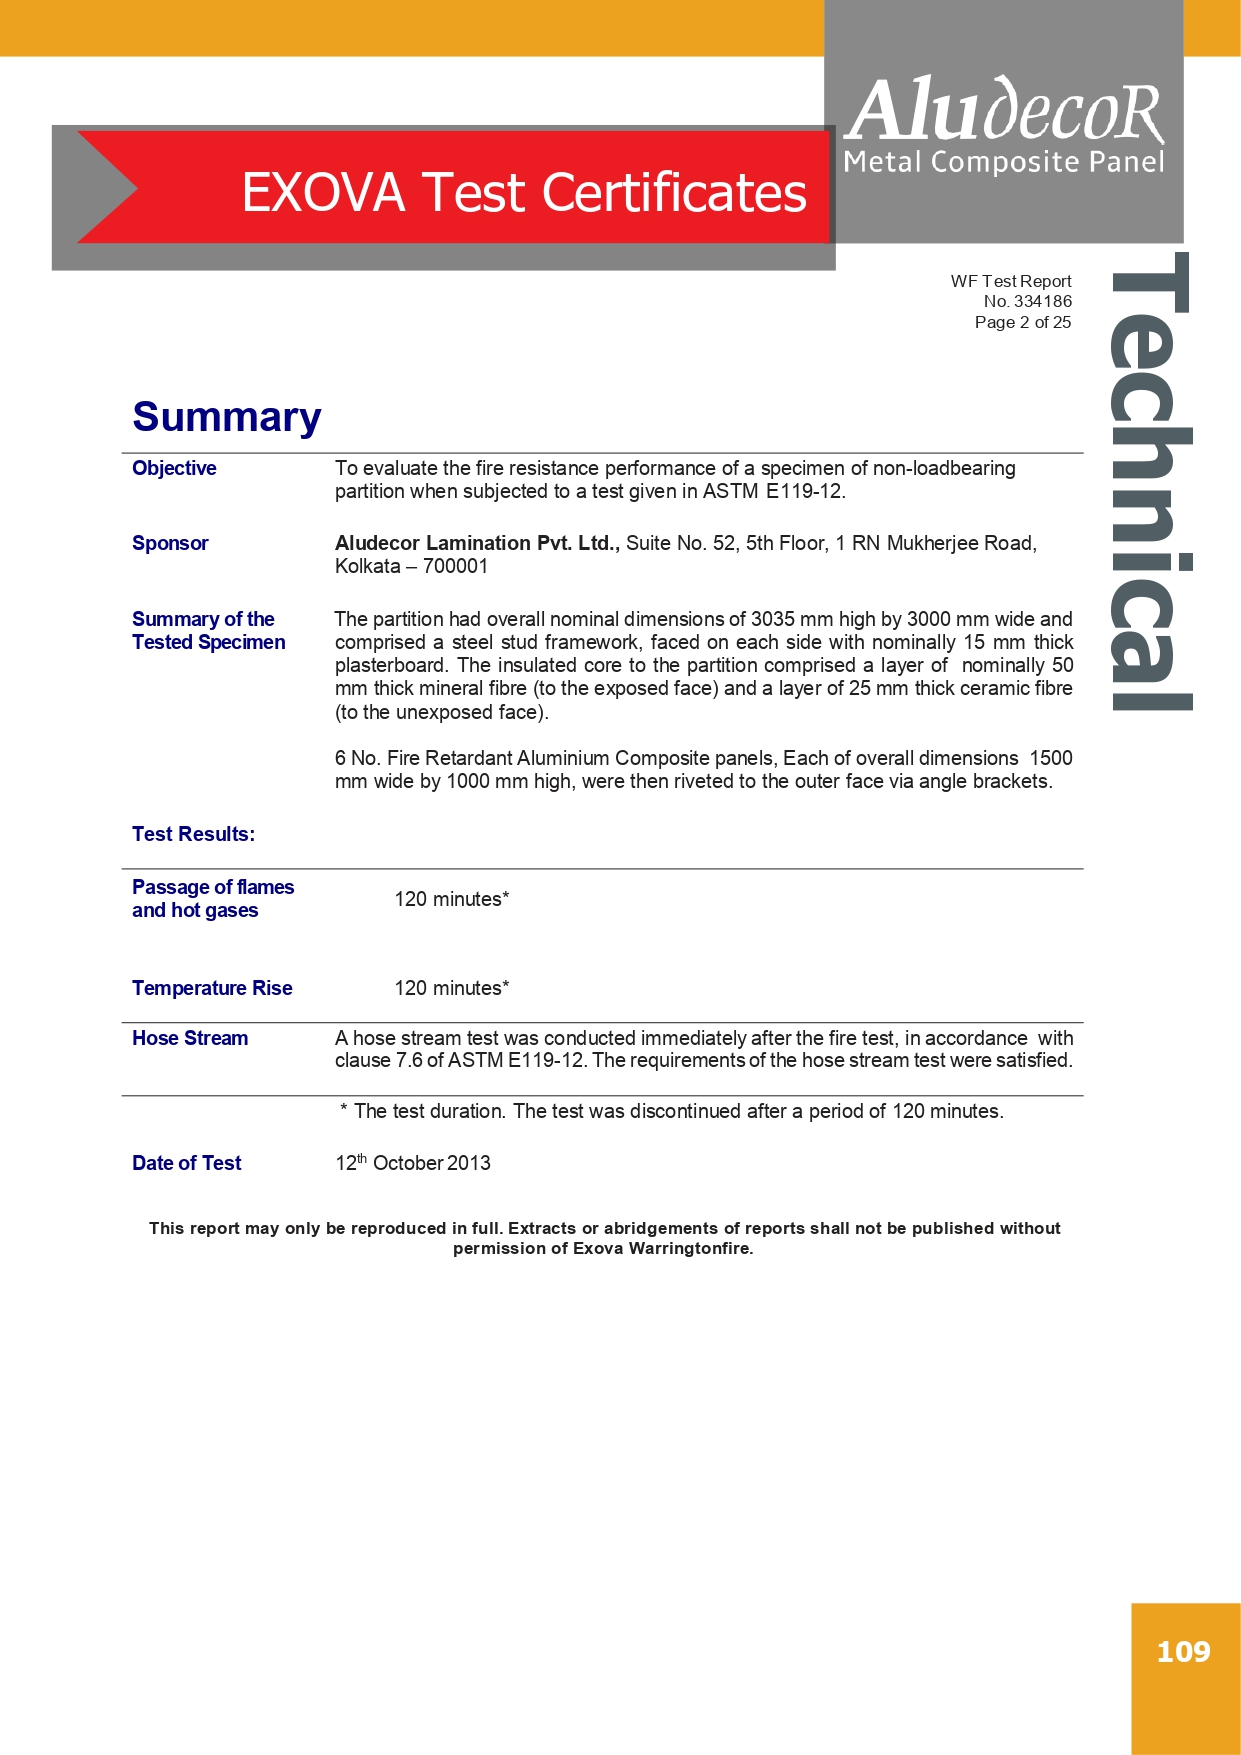 AludecoR
Metal Composite Panel
EXOVA Test Certificates
WF Test Report
No. 334186
Page 2 of 25
Technical
Summary
Objective To evaluate the fire resistance performance of a specimen of non-loadbearing
partition when subjected to a test given in ASTM E119-12.
Sponsor Aludecor Lamination Pvt. Ltd., Suite No. 52, 5th Floor, 1 RN Mukherjee Road,
Kolkata – 700001
Summary of the The partition had overall nominal dimensions of 3035 mm high by 3000 mm wide and
Tested Specimen comprised a steel stud framework, faced on each side with nominally 15 mm thick
plasterboard. The insulated core to the partition comprised a layer of nominally 50
mm thick mineral fibre (to the exposed face) and a layer of 25 mm thick ceramic fibre
(to the unexposed face).
6 No. Fire Retardant Aluminium Composite panels, Each of overall dimensions 1500
mm wide by 1000 mm high, were then riveted to the outer face via angle brackets.
Test Results:
Passage of flames
and hot gases
120 minutes*
Temperature Rise 120 minutes*
Hose Stream A hose stream test was conducted immediately after the fire test, in accordance with
clause 7.6 of ASTM E119-12. The requirements of the hose stream test were satisfied.
* The test duration. The test was discontinued after a period of 120 minutes.
Date of Test 12th October 2013
This report may only be reproduced in full. Extracts or abridgements of reports shall not be published without
permission of Exova Warringtonfire.
109